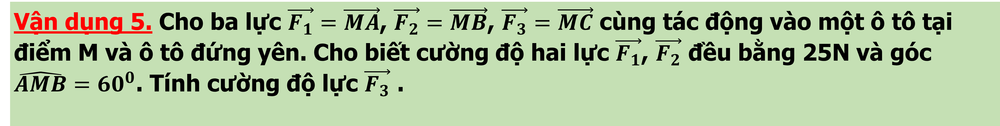 Vận dụng 5. Cho ba lực $\overrightarrow{F_1} = \overrightarrow{MA}, \overrightarrow{F_2} = \overrightarrow{MB}, \overrightarrow{F_3} = \overrightarrow{MC}$ cùng tác động vào một ô tô tại
điểm M và ô tô đứng yên. Cho biết cường độ hai lực $\overrightarrow{F_1}, \overrightarrow{F_2}$ đều bằng 25N và góc
$\widehat{AMB} = 60^0$. Tính cường độ lực $\overrightarrow{F_3}$ .